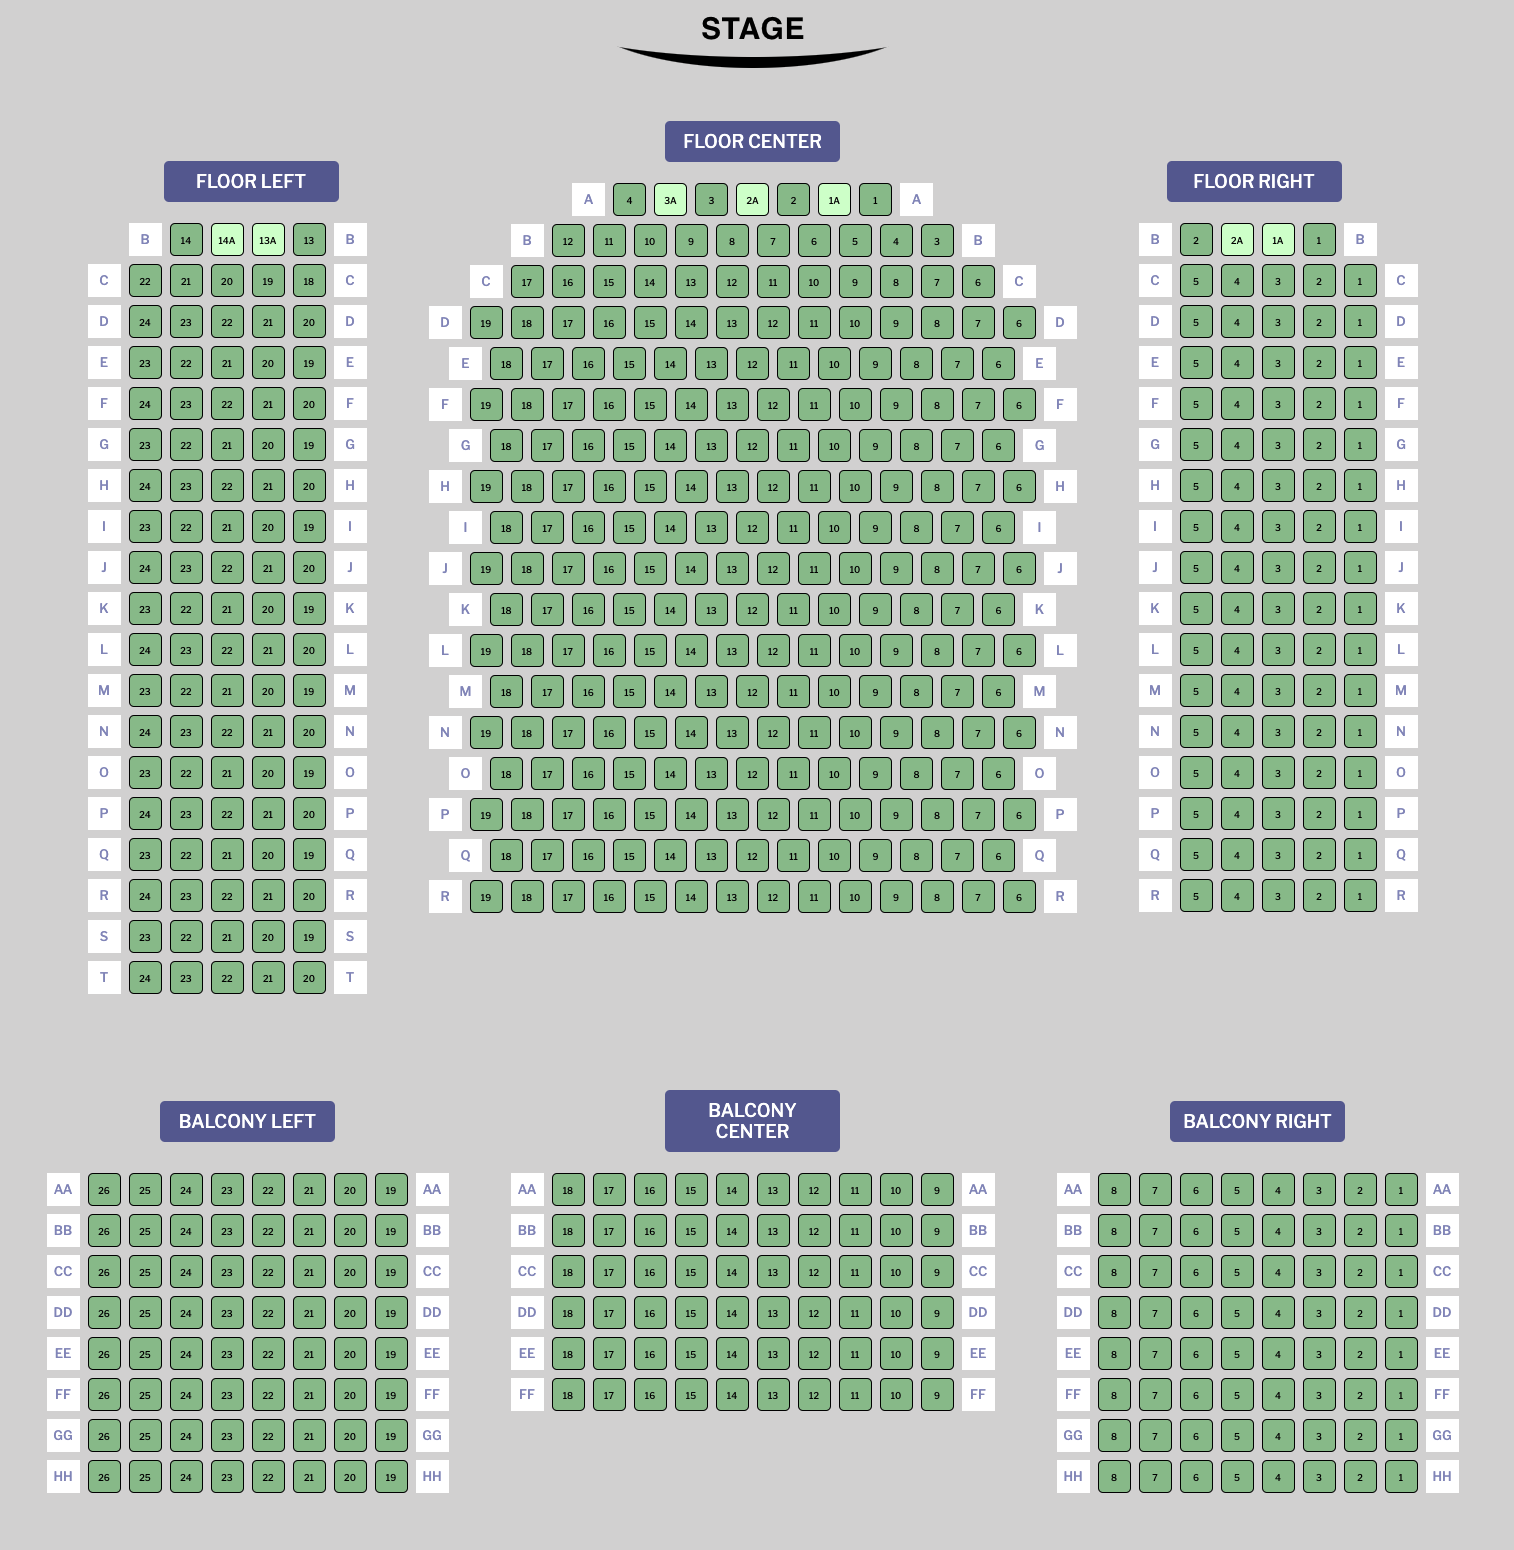 STAGE
FLOOR CENTER
FLOOR LEFT
FLOOR RIGHT
A 4 3A 3 2A 2 1A 1 A
B 14 14A 13A 13 B
B 12 11 10 9 8 7 6 5 4 3 B
B 2 2A 1A 1 B
C 22 21 20 19 18 C
C 17 16 15 14 13 12 11 10 9 8 7 6 C
C 5 4 3 2 1 C
D 24 23 22 21 20 D
D 19 18 17 16 15 14 13 12 11 10 9 8 7 6 D
D 5 4 3 2 1 D
E 23 22 21 20 19 E
E 18 17 16 15 14 13 12 11 10 9 8 7 6 E
E 5 4 3 2 1 E
F 24 23 22 21 20 F
F 19 18 17 16 15 14 13 12 11 10 9 8 7 6 F
F 5 4 3 2 1 F
G 23 22 21 20 19 G
G 18 17 16 15 14 13 12 11 10 9 8 7 6 G
G 5 4 3 2 1 G
H 24 23 22 21 20 H
H 19 18 17 16 15 14 13 12 11 10 9 8 7 6 H
H 5 4 3 2 1 H
I 23 22 21 20 19 I
I 18 17 16 15 14 13 12 11 10 9 8 7 6 I
I 5 4 3 2 1 I
J 24 23 22 21 20 J
J 19 18 17 16 15 14 13 12 11 10 9 8 7 6 J
J 5 4 3 2 1 J
K 23 22 21 20 19 K
K 18 17 16 15 14 13 12 11 10 9 8 7 6 K
K 5 4 3 2 1 K
L 24 23 22 21 20 L
L 19 18 17 16 15 14 13 12 11 10 9 8 7 6 L
L 5 4 3 2 1 L
M 23 22 21 20 19 M
M 18 17 16 15 14 13 12 11 10 9 8 7 6 M
M 5 4 3 2 1 M
N 24 23 22 21 20 N
N 19 18 17 16 15 14 13 12 11 10 9 8 7 6 N
N 5 4 3 2 1 N
O 23 22 21 20 19 O
O 18 17 16 15 14 13 12 11 10 9 8 7 6 O
O 5 4 3 2 1 O
P 24 23 22 21 20 P
P 19 18 17 16 15 14 13 12 11 10 9 8 7 6 P
P 5 4 3 2 1 P
Q 23 22 21 20 19 Q
Q 18 17 16 15 14 13 12 11 10 9 8 7 6 Q
Q 5 4 3 2 1 Q
R 24 23 22 21 20 R
R 19 18 17 16 15 14 13 12 11 10 9 8 7 6 R
R 5 4 3 2 1 R
S 23 22 21 20 19 S
T 24 23 22 21 20 T
BALCONY LEFT
BALCONY
CENTER
BALCONY RIGHT
AA 26 25 24 23 22 21 20 19 AA
AA 18 17 16 15 14 13 12 11 10 9 AA
AA 8 7 6 5 4 3 2 1 AA
BB 26 25 24 23 22 21 20 19 BB
BB 18 17 16 15 14 13 12 11 10 9 BB
BB 8 7 6 5 4 3 2 1 BB
CC 26 25 24 23 22 21 20 19 CC
CC 18 17 16 15 14 13 12 11 10 9 CC
CC 8 7 6 5 4 3 2 1 CC
DD 26 25 24 23 22 21 20 19 DD
DD 18 17 16 15 14 13 12 11 10 9 DD
DD 8 7 6 5 4 3 2 1 DD
EE 26 25 24 23 22 21 20 19 EE
EE 18 17 16 15 14 13 12 11 10 9 EE
EE 8 7 6 5 4 3 2 1 EE
FF 26 25 24 23 22 21 20 19 FF
FF 18 17 16 15 14 13 12 11 10 9 FF
FF 8 7 6 5 4 3 2 1 FF
GG 26 25 24 23 22 21 20 19 GG
GG 8 7 6 5 4 3 2 1 GG
HH 26 25 24 23 22 21 20 19 HH
HH 8 7 6 5 4 3 2 1 HH